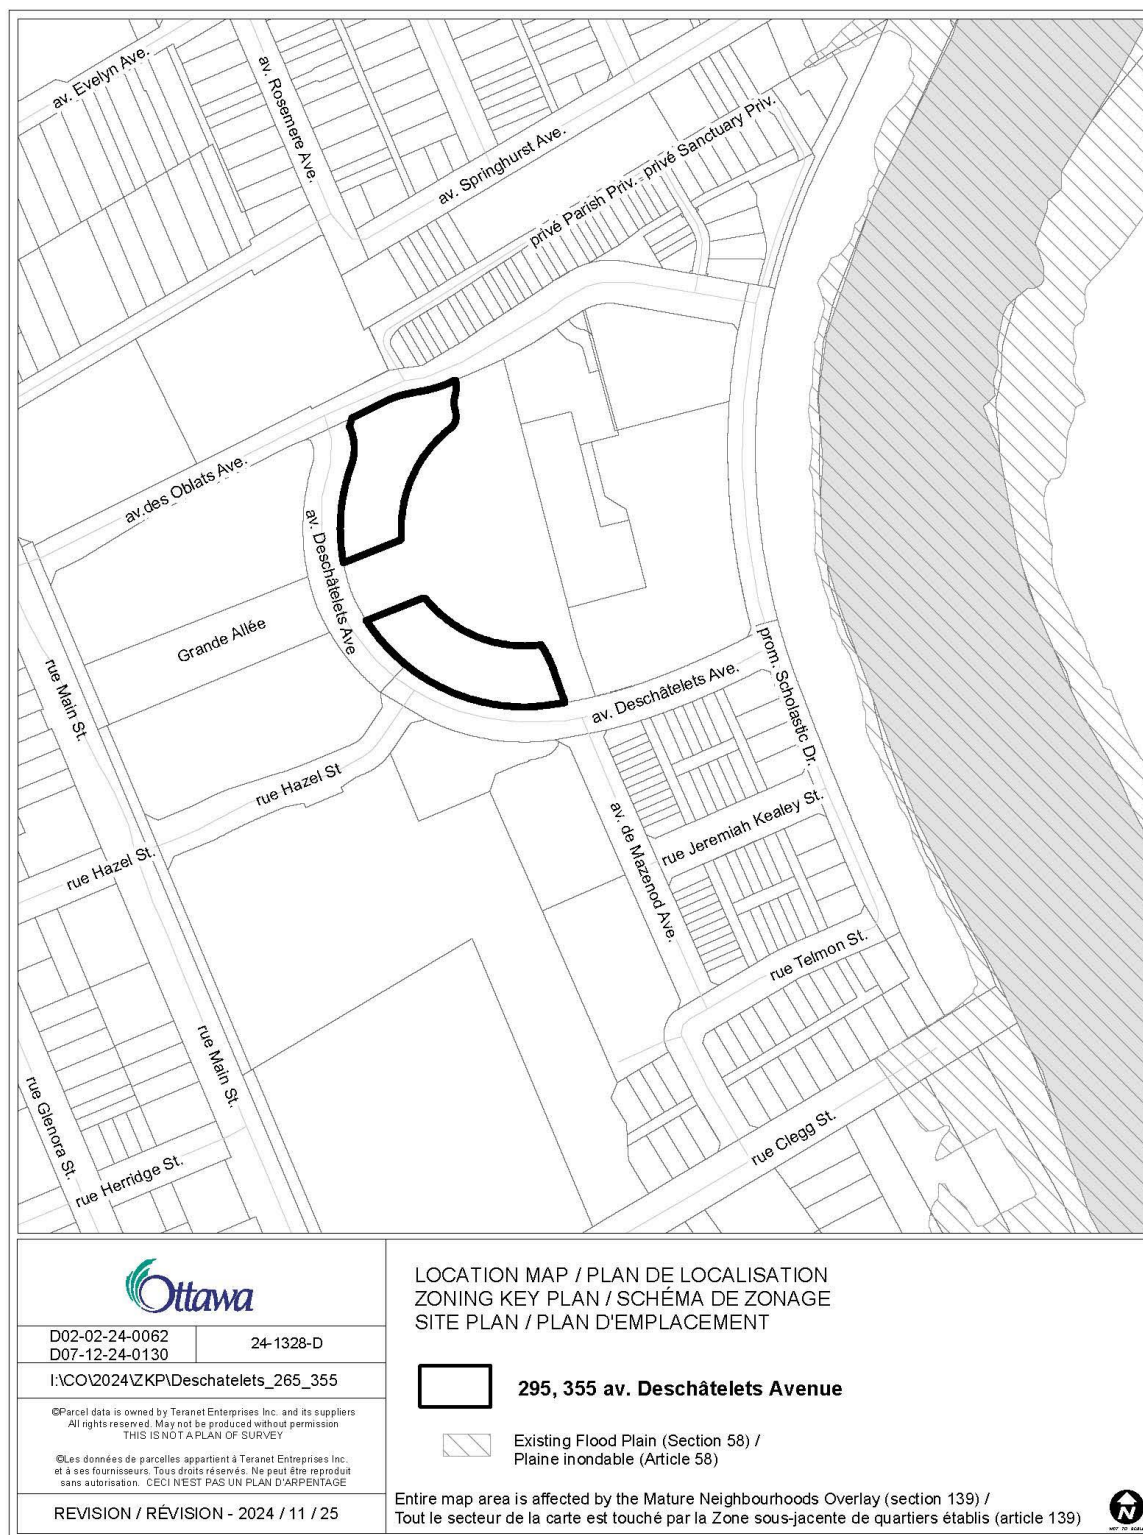 av. Evelyn Ave.
av. Rosemere Ave.
av. Springhurst Ave.
privé Parish Priv.
privé Sanctuary Priv.
av.des Oblats Ave.
av. Deschâtelets Ave
Grande Allée
rue Main St.
rue Hazel St
rue Hazel St.
av. Deschâtelets Ave.
prom. Scholastic Dr.
rue Jeremiah Kealey St.
av. de Mazenod Ave.
rue Telmon St.
rue Main St.
rue Glenora St.
rue Herridge St.
rue Clegg St.
Ottawa
D02-02-24-0062
D07-12-24-0130
24-1328-D
I:\CO\2024\ZKP\Deschatelets_265_355
©Parcel data is owned by Teranet Enterprises Inc. and its suppliers
All rights reserved. May not be produced without permission
THIS IS NOT A PLAN OF SURVEY
©Les données de parcelles appartient à Teranet Entreprises Inc.
et à ses fournisseurs. Tous droits réservés. Ne peut être reproduit
sans autorisation. CECI N'EST PAS UN PLAN D'ARPENTAGE
REVISION / RÉVISION - 2024 / 11 / 25
LOCATION MAP / PLAN DE LOCALISATION
ZONING KEY PLAN / SCHÉMA DE ZONAGE
SITE PLAN / PLAN D'EMPLACEMENT
295, 355 av. Deschâtelets Avenue
Existing Flood Plain (Section 58) /
Plaine inondable (Article 58)
Entire map area is affected by the Mature Neighbourhoods Overlay (section 139) /
Tout le secteur de la carte est touché par la Zone sous-jacente de quartiers établis (article 139)
N
NOT TO SCALE